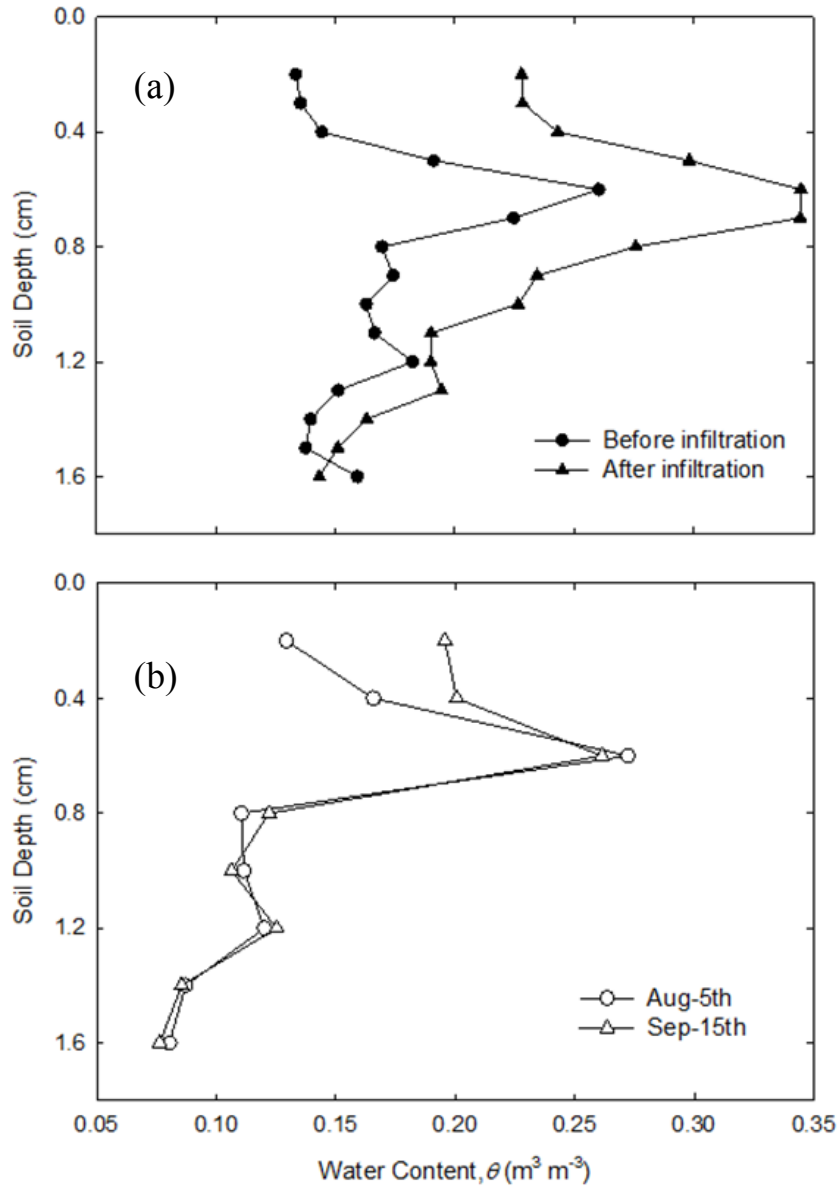 0.0
(a)
0.4
0.8
Soil Depth (cm)
1.2
Before infiltration
After infiltration
1.6
0.0
(b)
0.4
0.8
Soil Depth (cm)
1.2
Aug-5th
Sep-15th
1.6
0.05 0.10 0.15 0.20 0.25 0.30 0.35
Water Content, θ (m³ m⁻³)